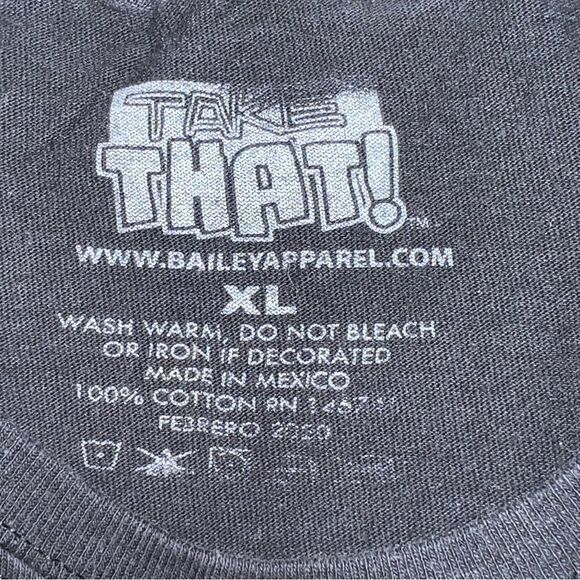 TAKE
THAT!™
WWW.BAILEYAPPAREL.COM
XL
WASH WARM, DO NOT BLEACH
OR IRON IF DECORATED
MADE IN MEXICO
100% COTTON RN
FEBRERO 2020